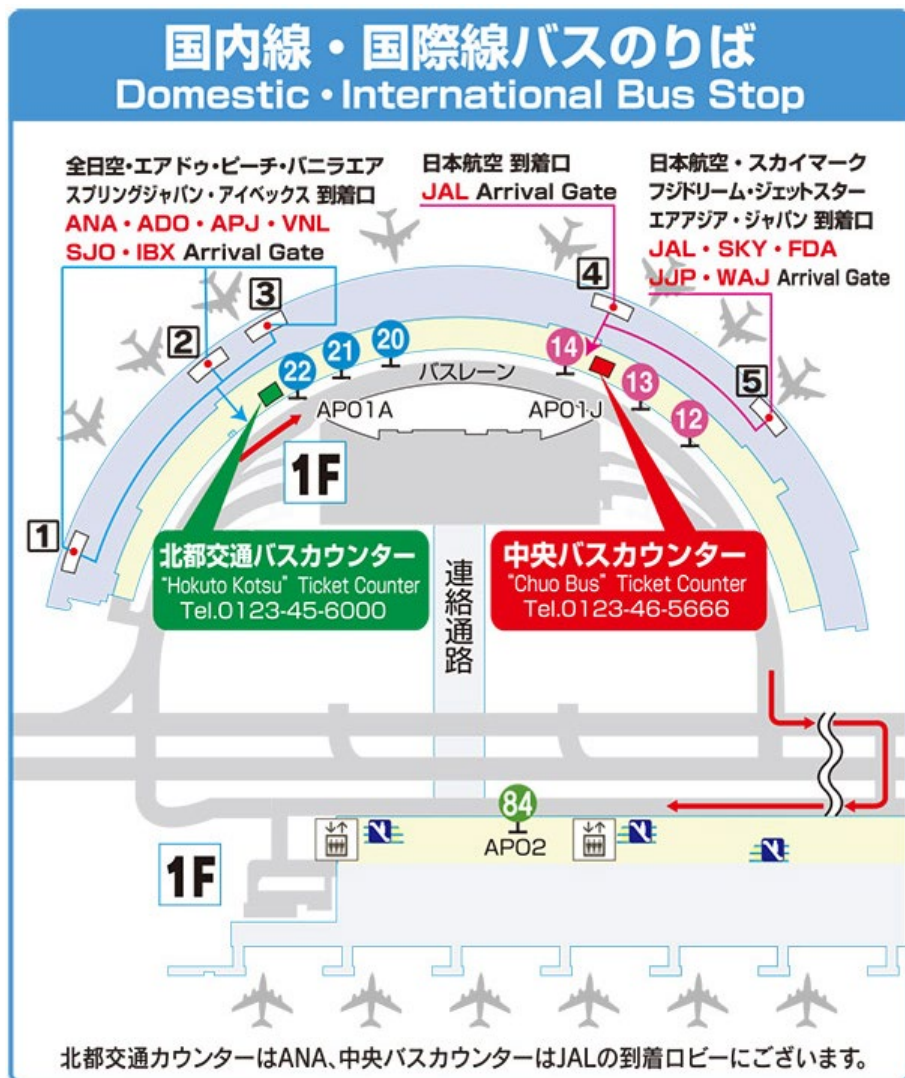 国内線・国際線バスのりば
Domestic・International Bus Stop
全日空・エアドゥ・ピーチ・バニラエア
スプリングジャパン・アイベックス 到着口
ANA・ADO・APJ・VNL
SJO・IBX Arrival Gate
日本航空 到着口
JAL Arrival Gate
日本航空・スカイマーク
フジドリーム・ジェットスター
エアアジア・ジャパン 到着口
JAL・SKY・FDA
JJP・WAJ Arrival Gate
1
2
3
4
5
22
21
20
14
13
12
バスレーン
AP01A
AP01J
1F
北都交通バスカウンター
"Hokuto Kotsu" Ticket Counter
Tel.0123-45-6000
中央バスカウンター
"Chuo Bus" Ticket Counter
Tel.0123-46-5666
連絡通路
84
AP02
1F
北都交通カウンターはANA、中央バスカウンターはJALの到着ロビーにございます。